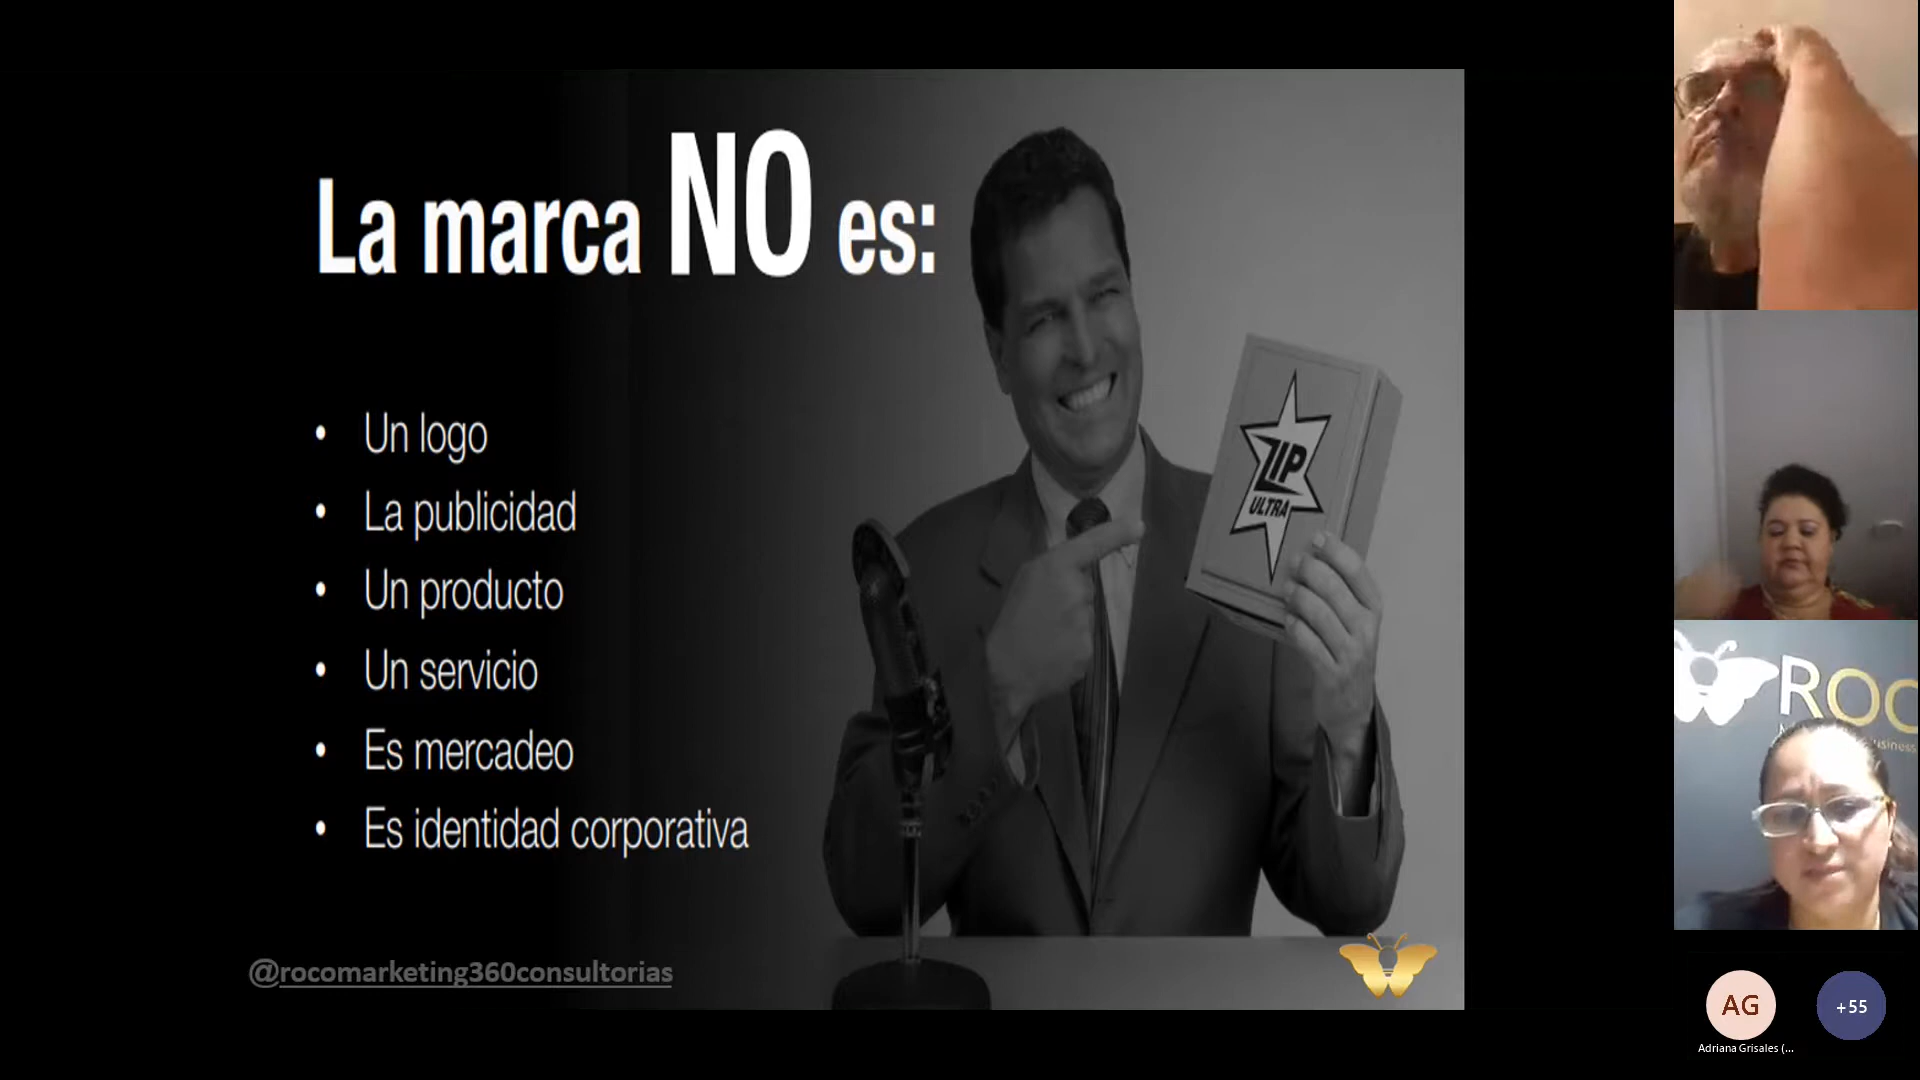 La marca NO es:
• Un logo
• La publicidad
• Un producto
• Un servicio
• Es mercadeo
• Es identidad corporativa
ZIP
ULTRA
@rocomarketing360consultorias
ROC
usiness
AG
+55
Adriana Grisales (...